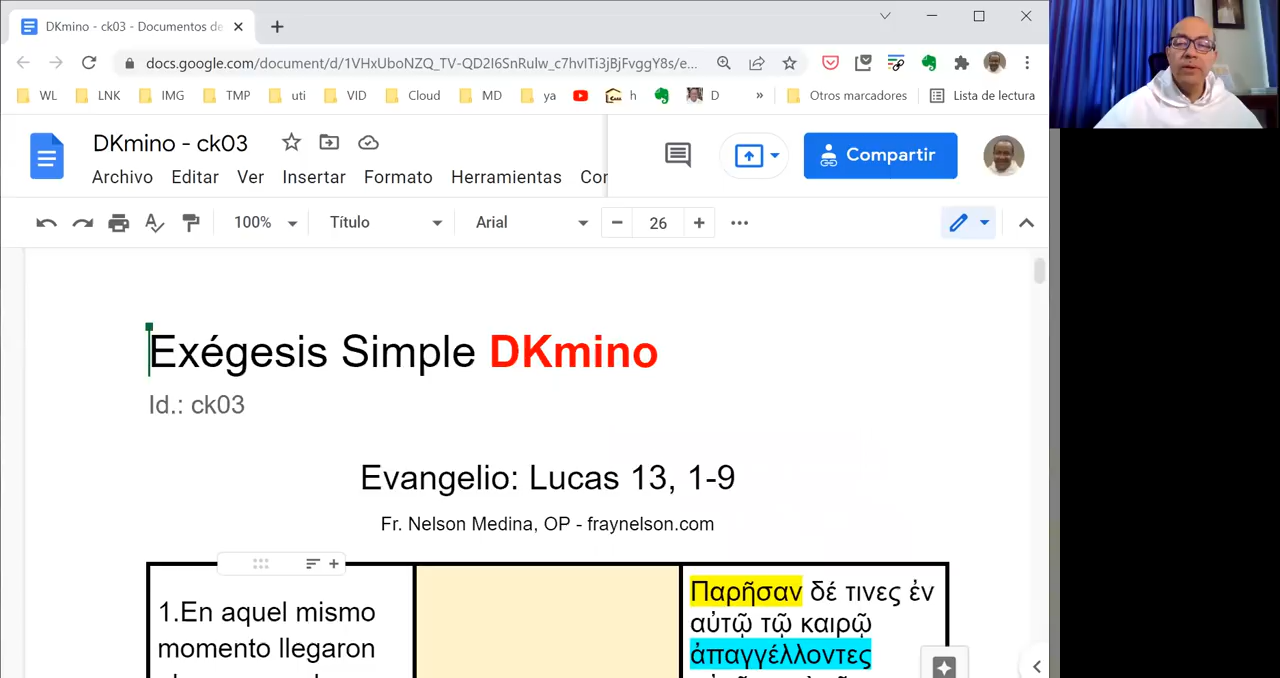 DKmino - ck03 - Documentos de
docs.google.com/document/d/1VHxUboNZQ_TV-QD2I6SnRuIw_c7hvITi3jBjFvggY8s/e...
WL LNK IMG TMP uti VID Cloud MD ya h D » Otros marcadores Lista de lectura
DKmino - ck03
Archivo Editar Ver Insertar Formato Herramientas Cor
Compartir
100% Título Arial 26
Exégesis Simple DKmino
Id.: ck03
Evangelio: Lucas 13, 1-9
Fr. Nelson Medina, OP - fraynelson.com
1.En aquel mismo
momento llegaron
Παρῆσαν δέ τινες ἐν
αὐτῷ τῷ καιρῷ
ἀπαγγέλλοντες